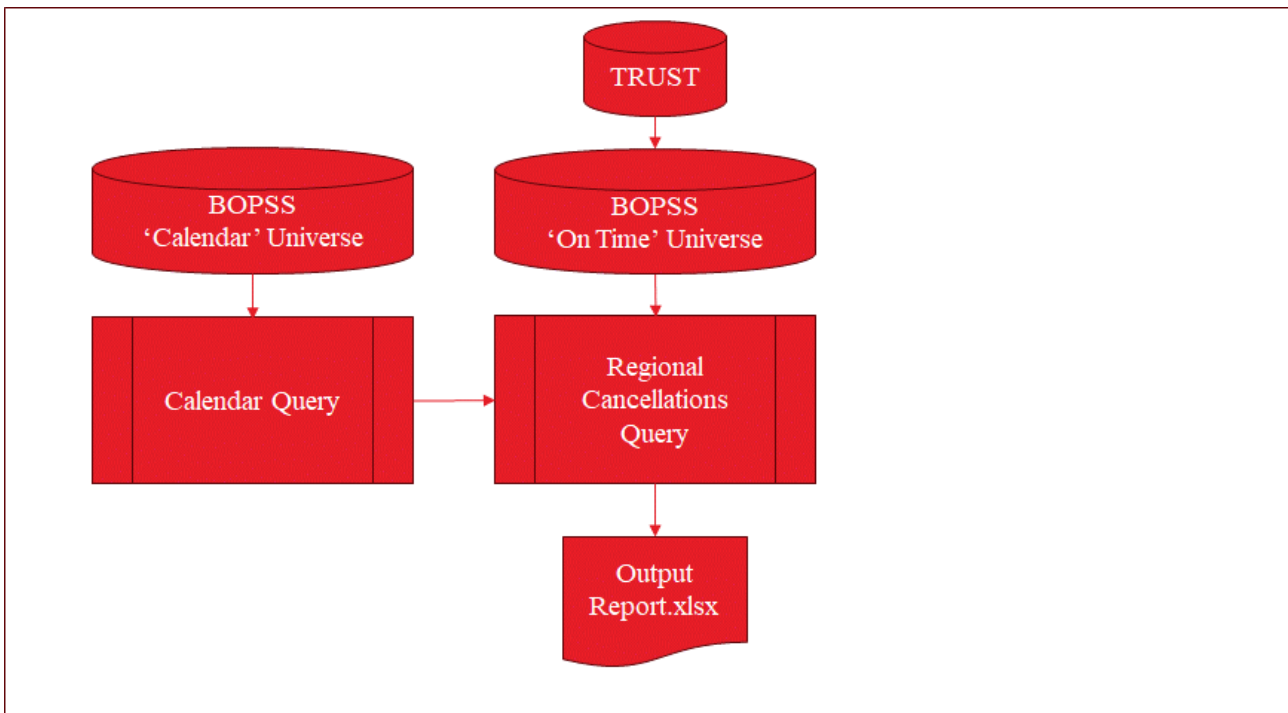 TRUST
BOPSS
‘Calendar’ Universe
BOPSS
‘On Time’ Universe
Calendar Query
Regional
Cancellations
Query
Output
Report.xlsx